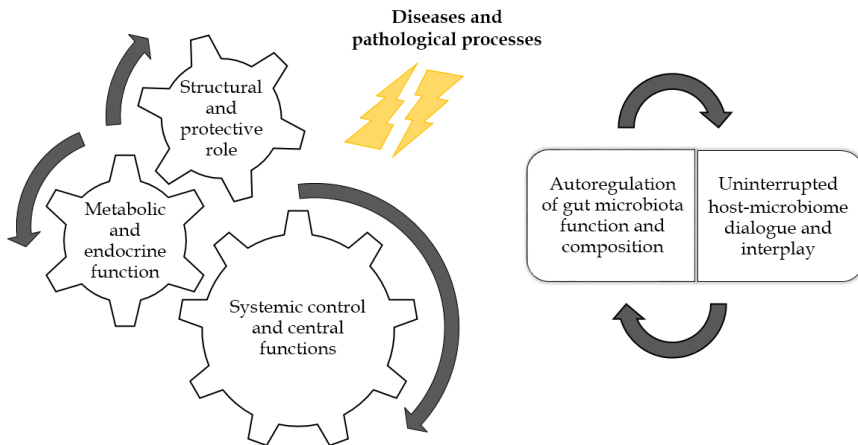 Diseases and
pathological processes
Structural
and
protective
role
Metabolic
and
endocrine
function
Systemic control
and central
functions
Autoregulation
of gut microbiota
function and
composition
Uninterrupted
host-microbiome
dialogue and
interplay